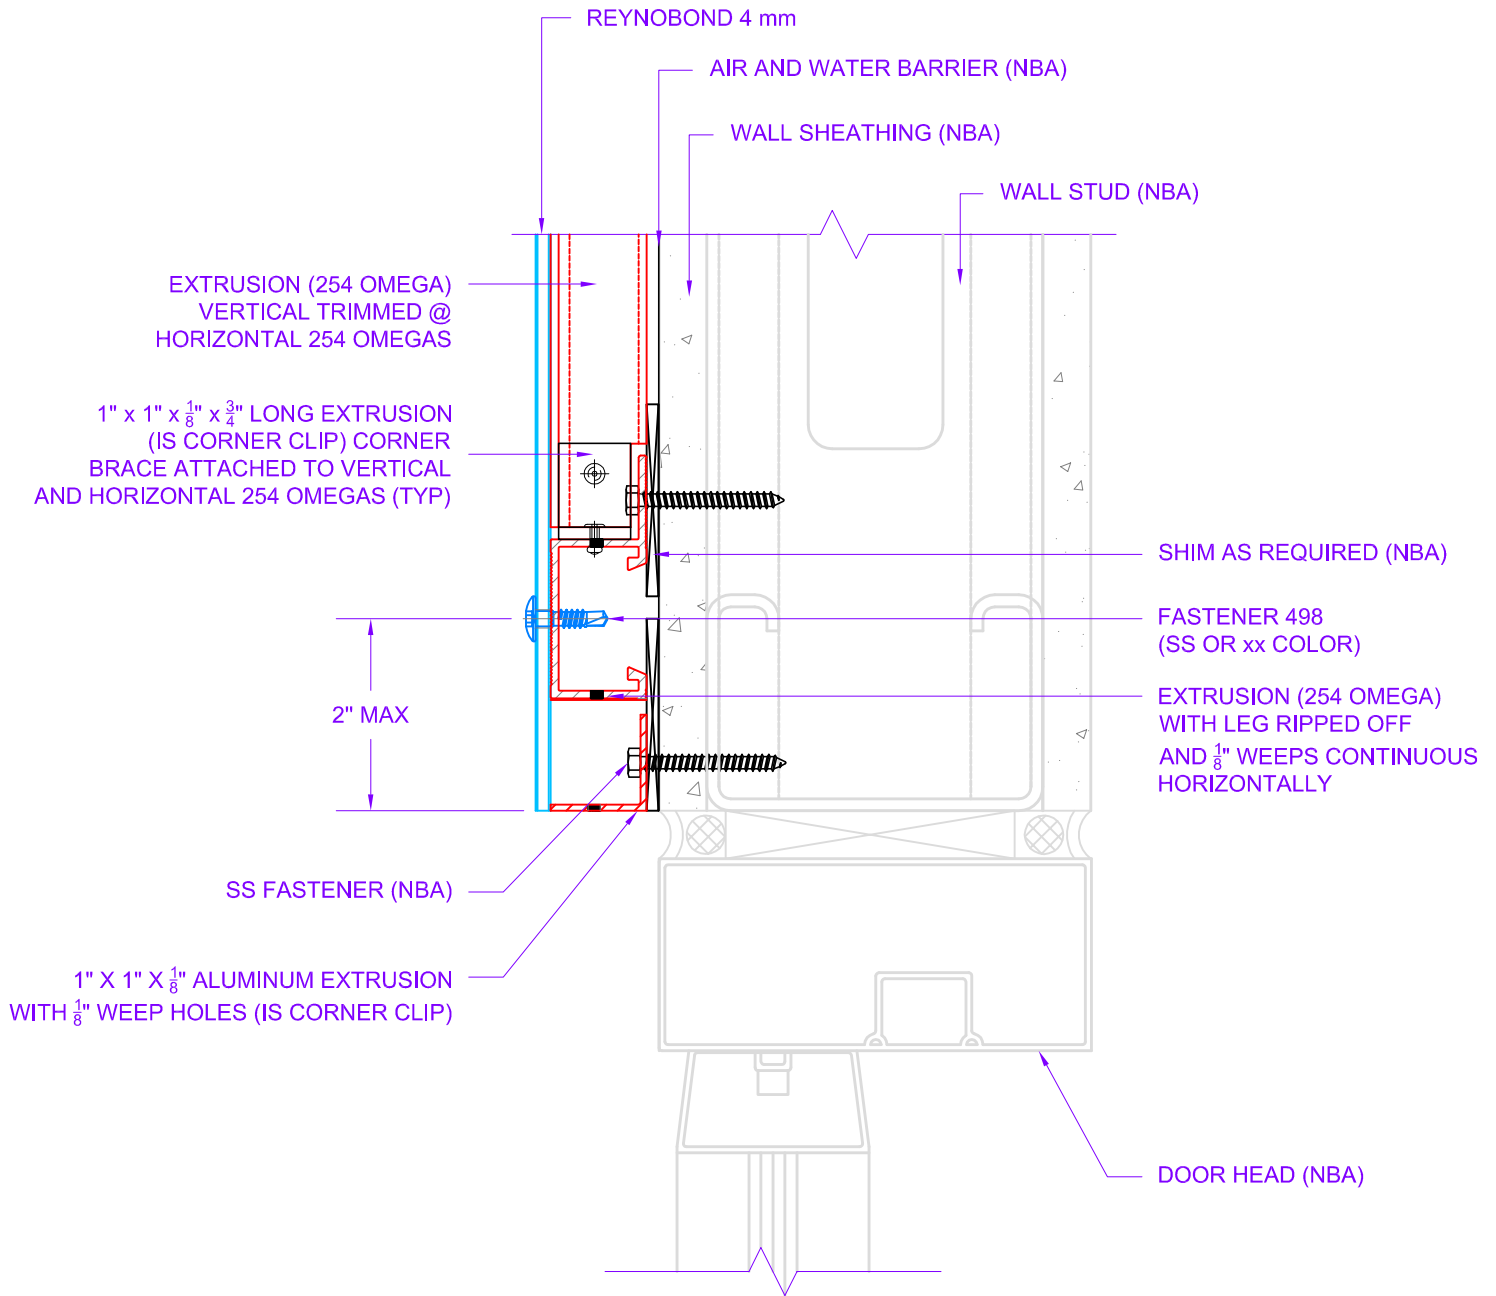 REYNOBOND 4 mm
AIR AND WATER BARRIER (NBA)
WALL SHEATHING (NBA)
WALL STUD (NBA)
EXTRUSION (254 OMEGA)
VERTICAL TRIMMED @
HORIZONTAL 254 OMEGAS
1" x 1" x 1/8" x 3/4" LONG EXTRUSION
(IS CORNER CLIP) CORNER
BRACE ATTACHED TO VERTICAL
AND HORIZONTAL 254 OMEGAS (TYP)
SHIM AS REQUIRED (NBA)
FASTENER 498
(SS OR xx COLOR)
EXTRUSION (254 OMEGA)
WITH LEG RIPPED OFF
AND 1/8" WEEPS CONTINUOUS
HORIZONTALLY
2" MAX
SS FASTENER (NBA)
1" X 1" X 1/8" ALUMINUM EXTRUSION
WITH 1/8" WEEP HOLES (IS CORNER CLIP)
DOOR HEAD (NBA)